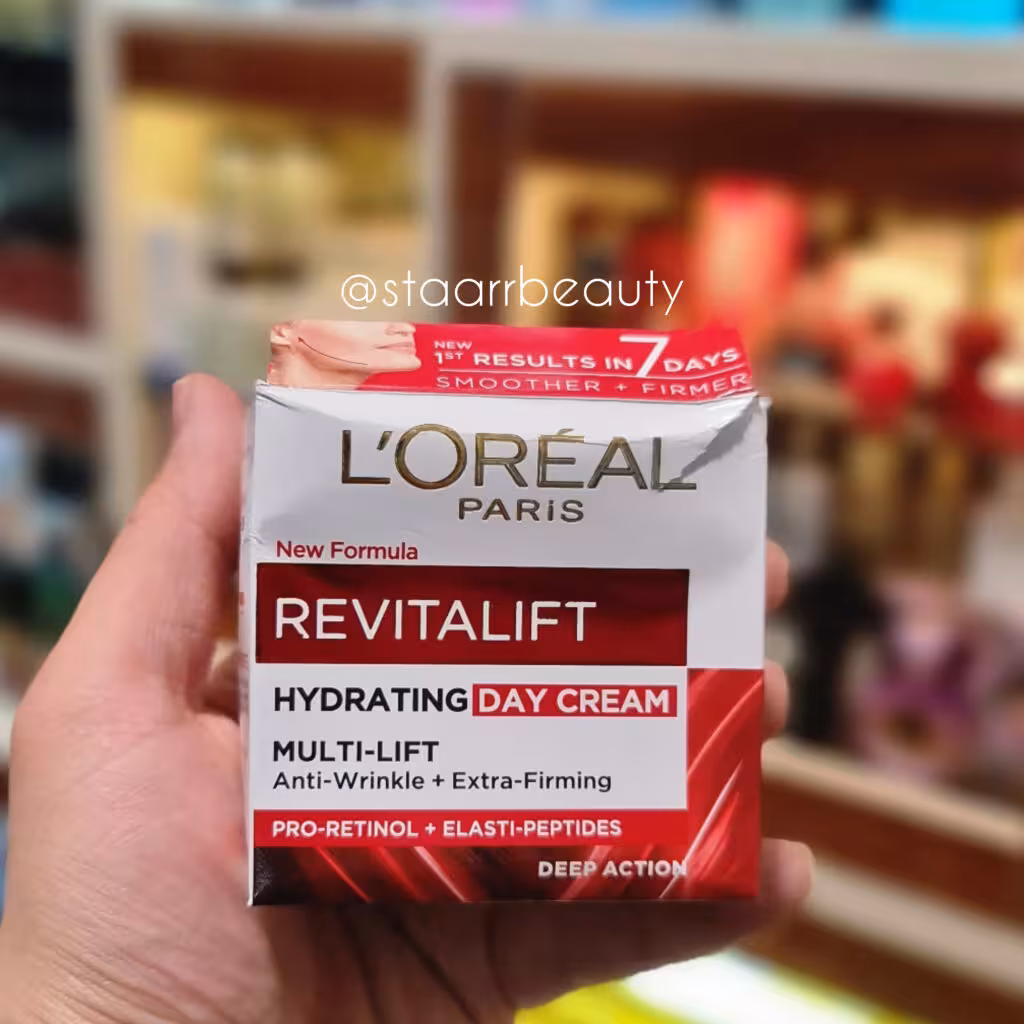 @staarrbeauty
NEW
1ST RESULTS IN 7 DAYS
SMOOTHER + FIRMER
L'ORÉAL
PARiS
New Formula
REVITALIFT
HYDRATING DAY CREAM
MULTI-LIFT
Anti-Wrinkle + Extra-Firming
PRO-RETINOL + ELASTI-PEPTIDES
DEEP ACTION